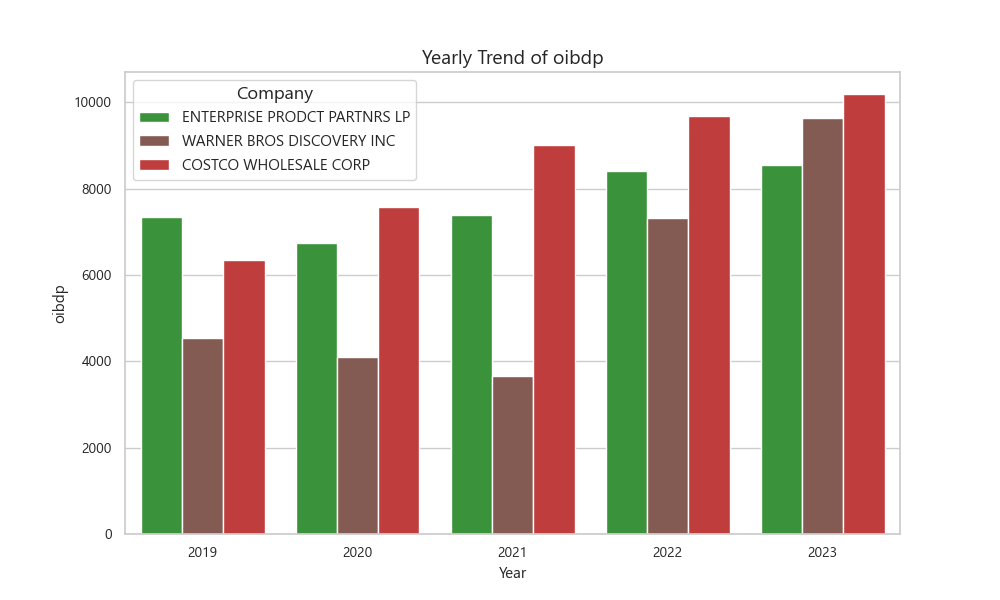 Yearly Trend of oibdp
Company
ENTERPRISE PRODCT PARTNRS LP
WARNER BROS DISCOVERY INC
COSTCO WHOLESALE CORP
10000
8000
6000
4000
2000
0
oibdp
2019 2020 2021 2022 2023
Year